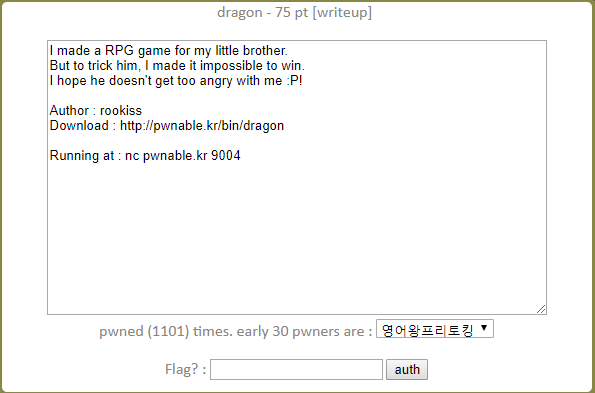 dragon - 75 pt [writeup]
I made a RPG game for my little brother.
But to trick him, I made it impossible to win.
I hope he doesn't get too angry with me :P!
Author : rookiss
Download : http://pwnable.kr/bin/dragon
Running at : nc pwnable.kr 9004
pwned (1101) times. early 30 pwners are : 영어왕프리토킹
Flag? : auth